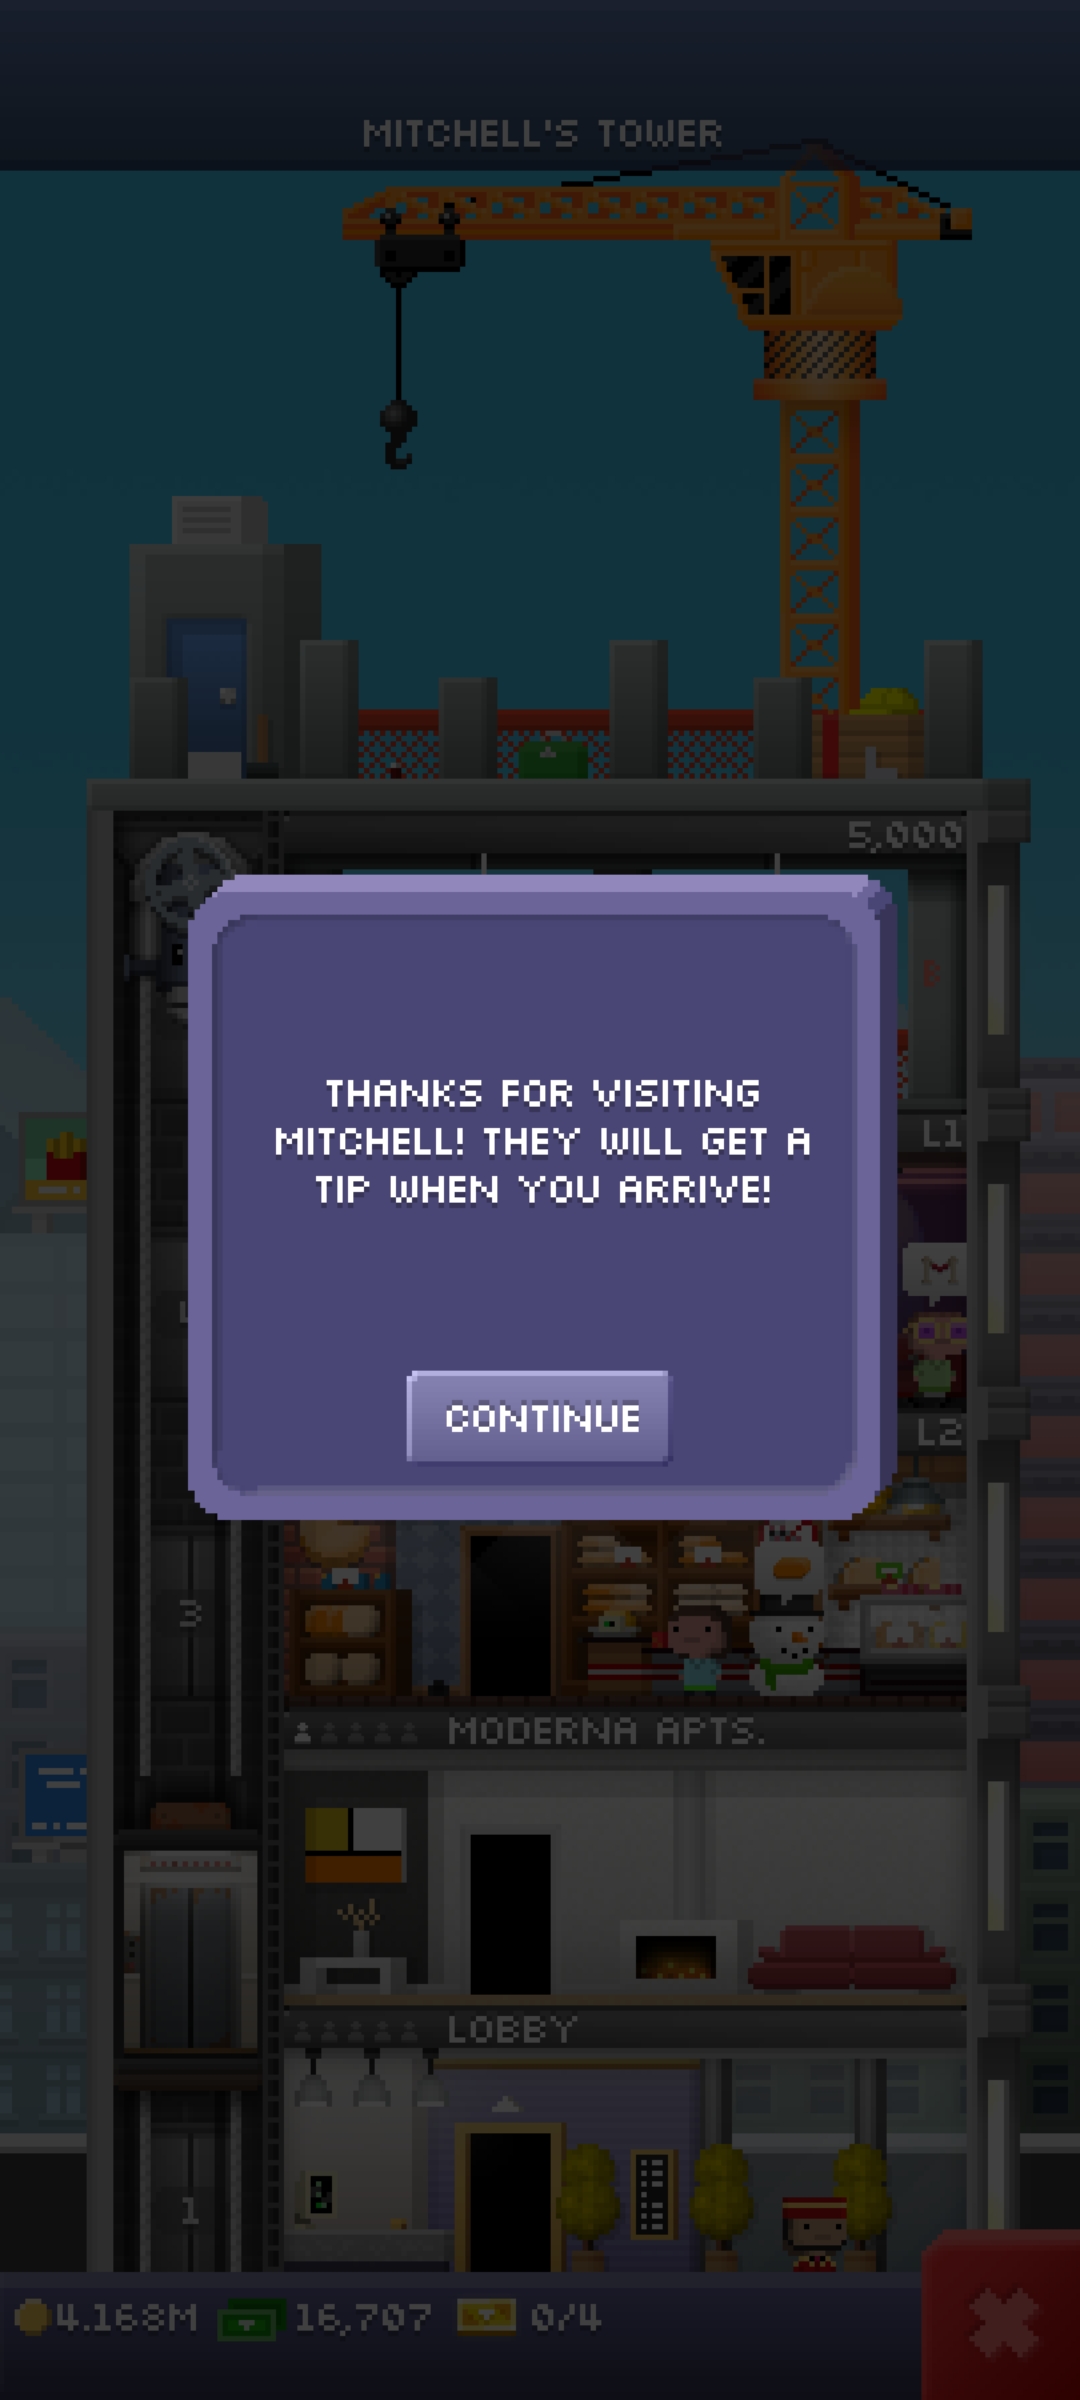 MITCHELL'S TOWER
5,000
L1
M
L2
THANKS FOR VISITING
MITCHELL! THEY WILL GET A
TIP WHEN YOU ARRIVE!
CONTINUE
3
MODERNA APTS.
LOBBY
1
4.168M 16,707 0/4